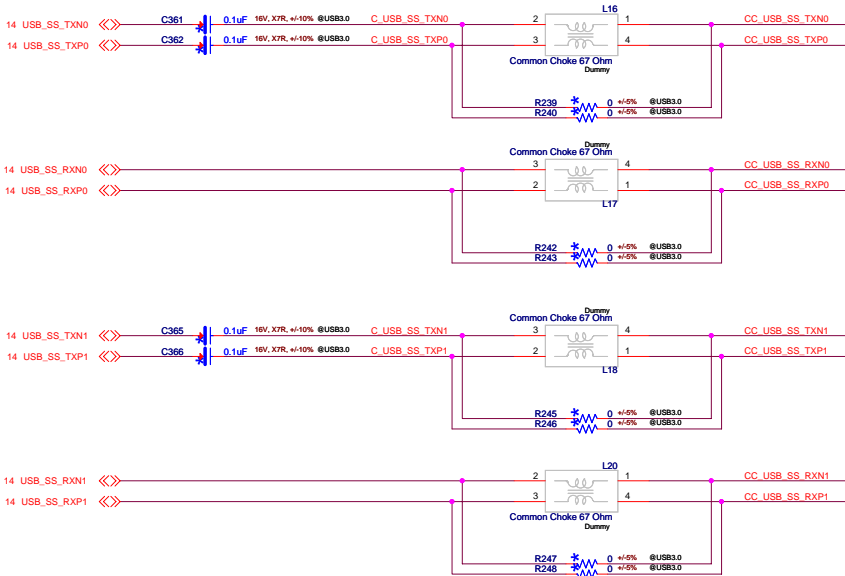 L16
14 USB_SS_TXN0 C361 0.1uF 16V, X7R, +/-10% @USB3.0 C_USB_SS_TXN0 2 1 CC_USB_SS_TXN0
14 USB_SS_TXP0 C362 0.1uF 16V, X7R, +/-10% @USB3.0 C_USB_SS_TXP0 3 4 CC_USB_SS_TXP0
Common Choke 67 Ohm
Dummy
R239 * 0 +/-5% @USB3.0
R240 * 0 +/-5% @USB3.0
Dummy
Common Choke 67 Ohm
14 USB_SS_RXN0 3 4 CC_USB_SS_RXN0
14 USB_SS_RXP0 2 1 CC_USB_SS_RXP0
L17
R242 * 0 +/-5% @USB3.0
R243 * 0 +/-5% @USB3.0
Dummy
Common Choke 67 Ohm
14 USB_SS_TXN1 C365 0.1uF 16V, X7R, +/-10% @USB3.0 C_USB_SS_TXN1 3 4 CC_USB_SS_TXN1
14 USB_SS_TXP1 C366 0.1uF 16V, X7R, +/-10% @USB3.0 C_USB_SS_TXP1 2 1 CC_USB_SS_TXP1
L18
R245 * 0 +/-5% @USB3.0
R246 * 0 +/-5% @USB3.0
L20
14 USB_SS_RXN1 2 1 CC_USB_SS_RXN1
14 USB_SS_RXP1 3 4 CC_USB_SS_RXP1
Common Choke 67 Ohm
Dummy
R247 * 0 +/-5% @USB3.0
R248 * 0 +/-5% @USB3.0